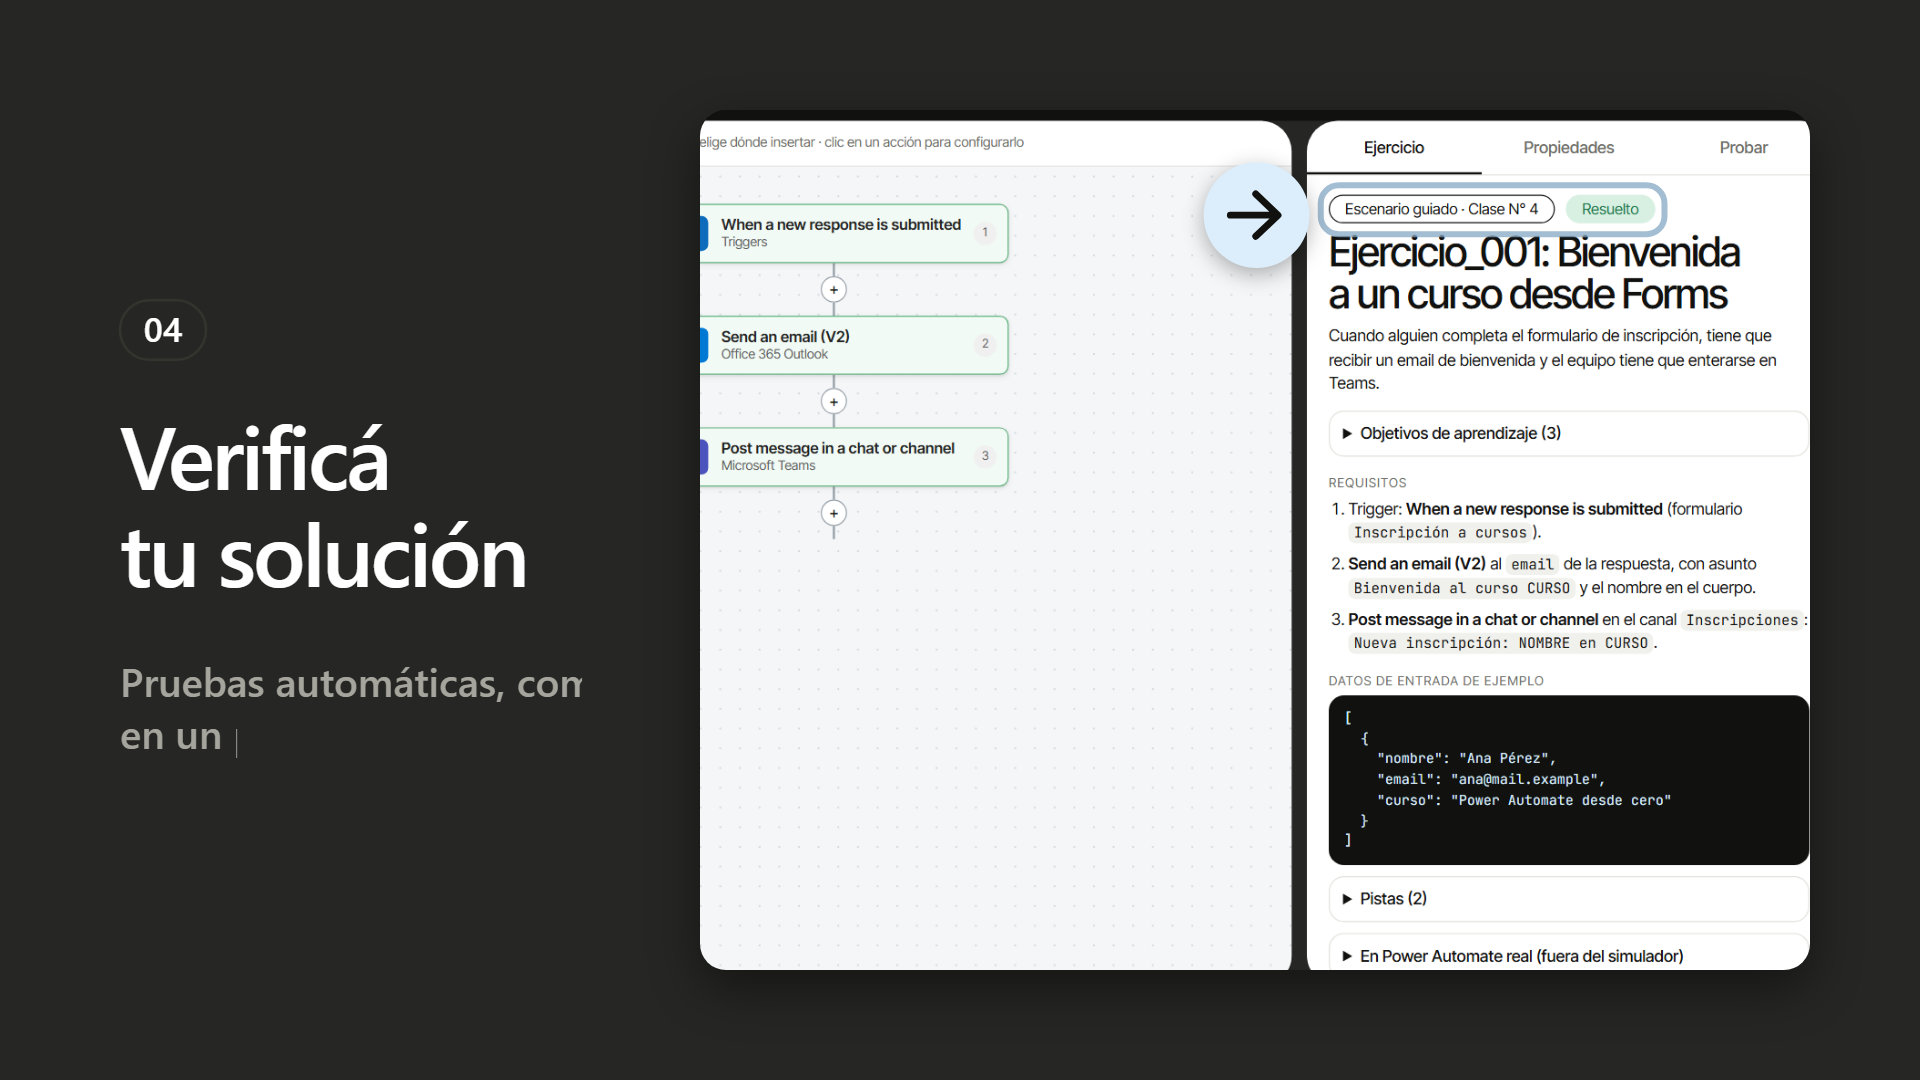 04
Verificá
tu solución
Pruebas automáticas,
en un
elige dónde insertar · clic en un acción para configurarlo
When a new response is submitted
Triggers
1
+
Send an email (V2)
Office 365 Outlook
2
+
Post message in a chat or channel
Microsoft Teams
3
+
Ejercicio
Propiedades
Probar
Escenario guiado · Clase N° 4
Resuelto
Ejercicio_001: Bienvenida
a un curso desde Forms
Cuando alguien completa el formulario de inscripción, tiene que
recibir un email de bienvenida y el equipo tiene que enterarse en
Teams.
Objetivos de aprendizaje (3)
REQUISITOS
1. Trigger: When a new response is submitted (formulario
Inscripción a cursos ).
2. Send an email (V2) al email de la respuesta, con asunto
Bienvenida al curso CURSO y el nombre en el cuerpo.
3. Post message in a chat or channel en el canal Inscripciones :
Nueva inscripción: NOMBRE en CURSO .
DATOS DE ENTRADA DE EJEMPLO
[
{
"nombre": "Ana Pérez",
"email": "ana@mail.example",
"curso": "Power Automate desde cero"
}
]
Pistas (2)
En Power Automate real (fuera del simulador)